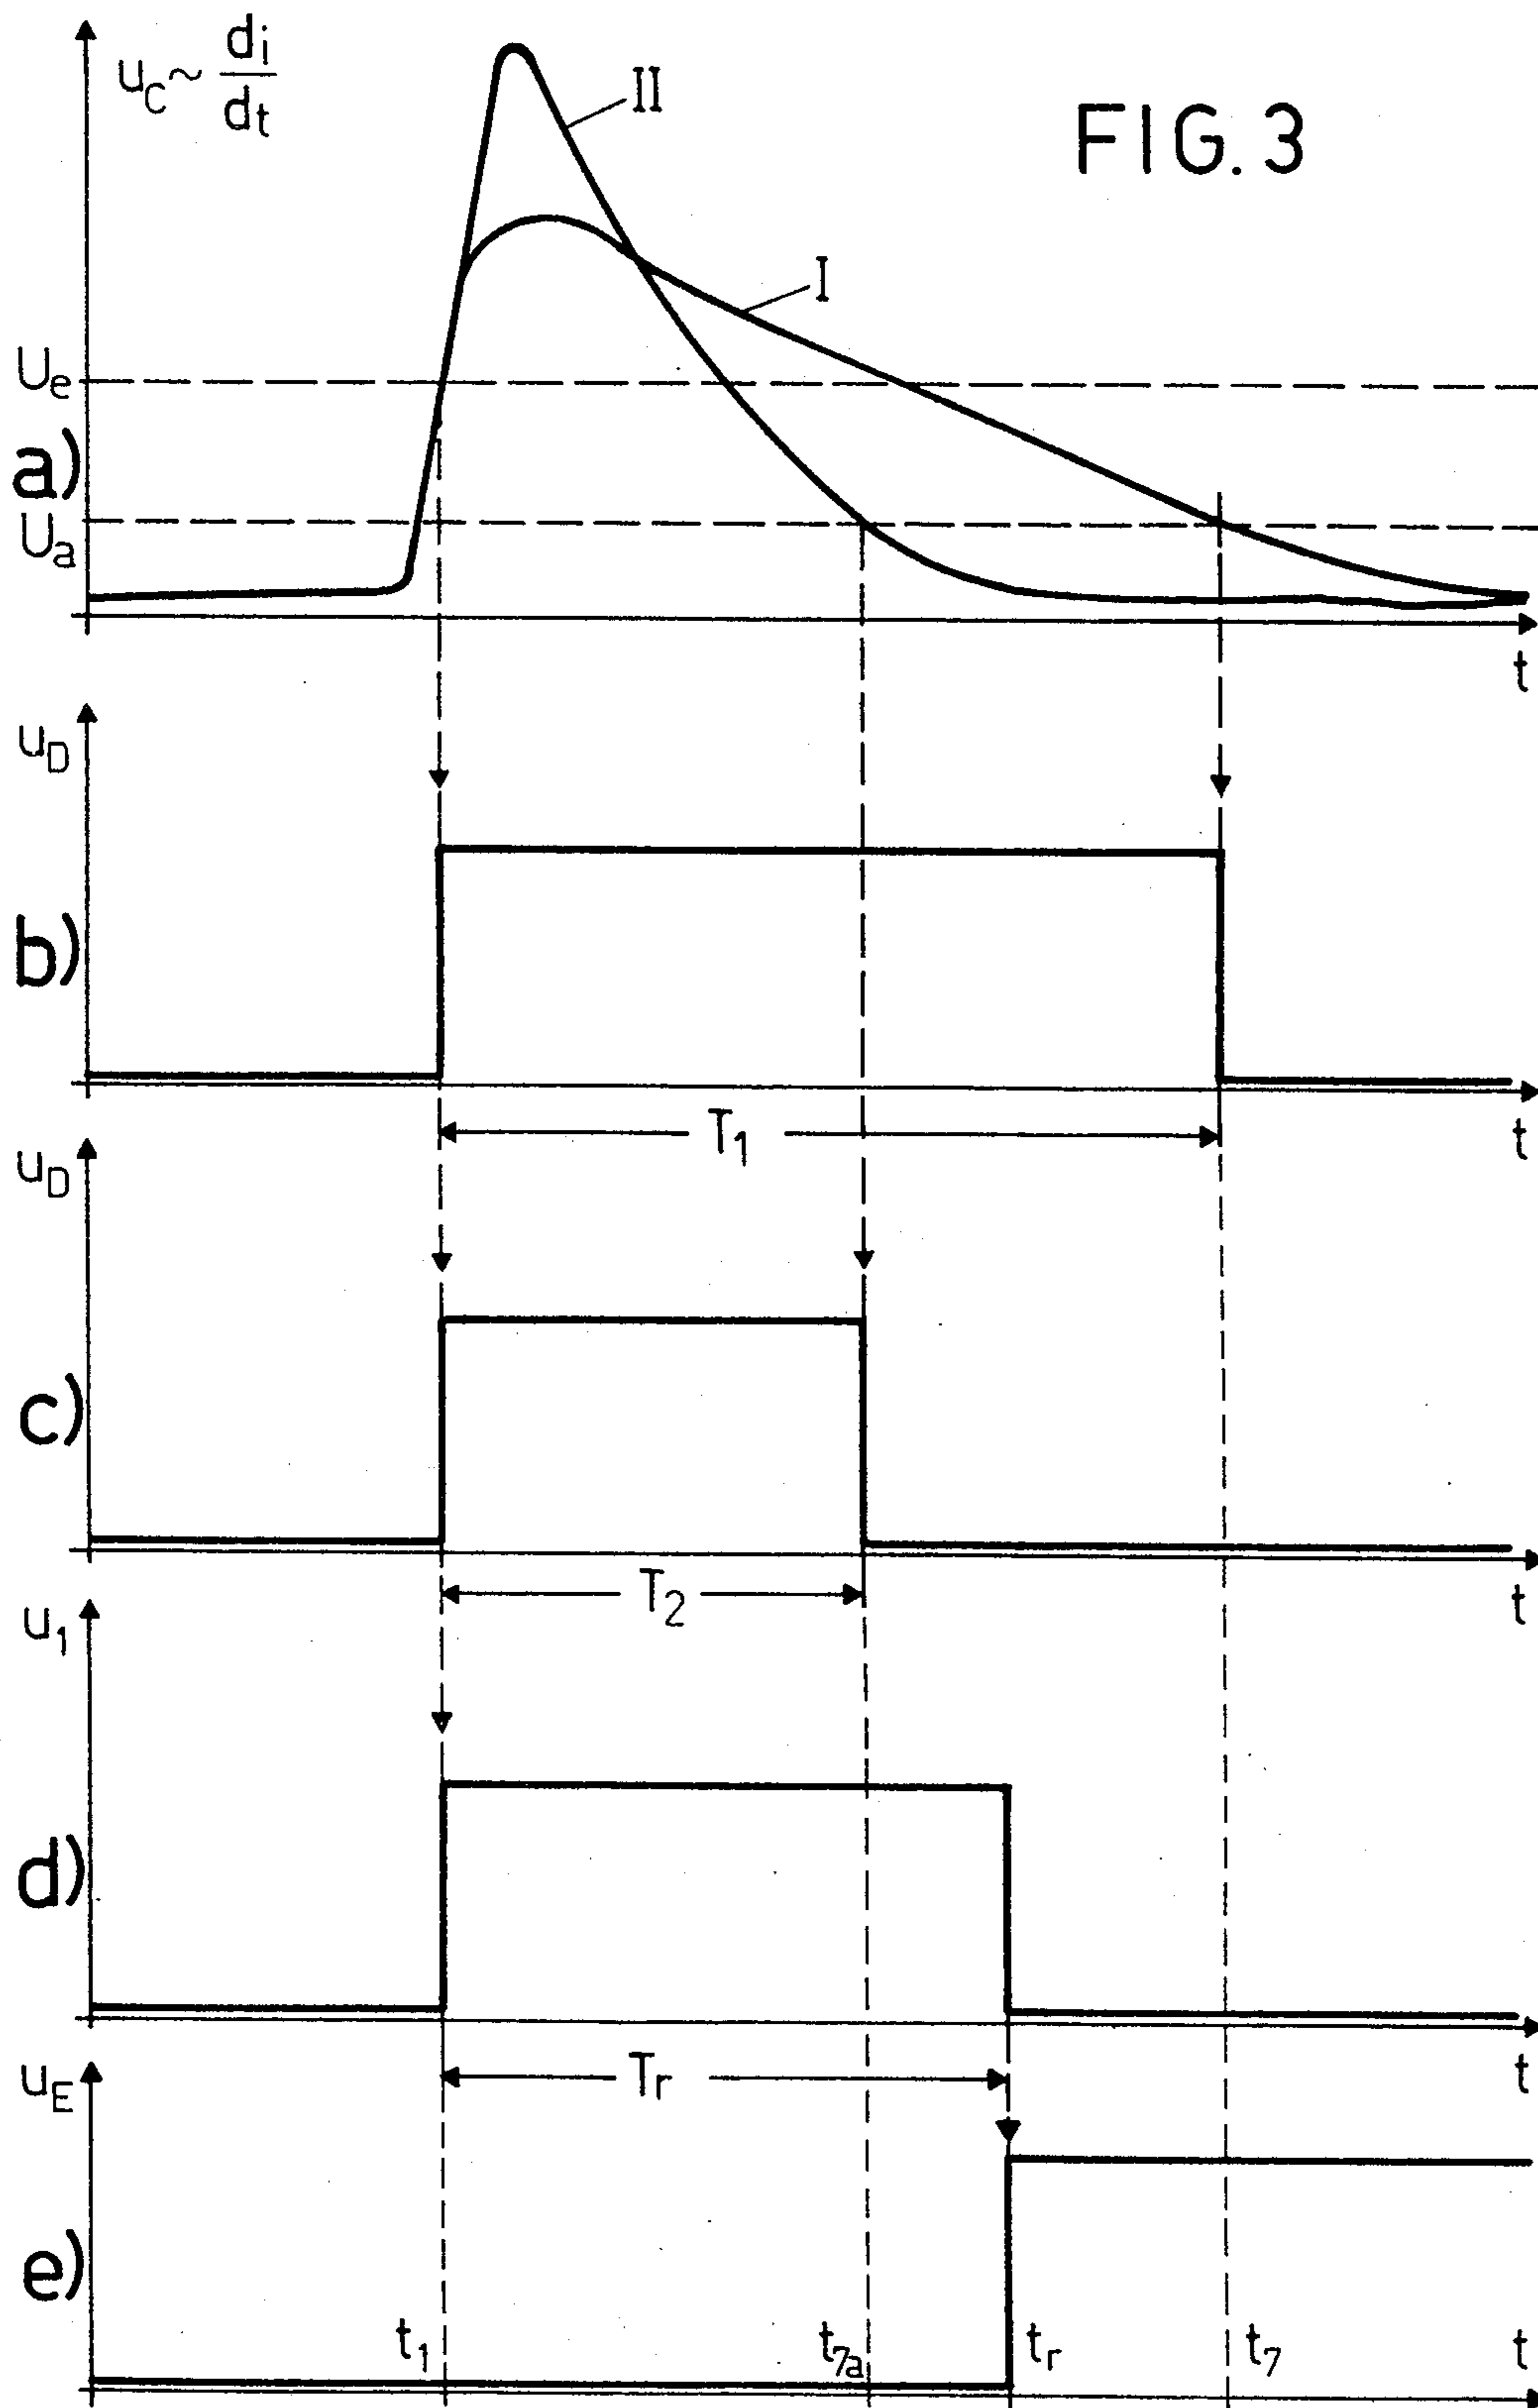 u_C ~ di/dt
II
FIG. 3
I
U_e
a)
U_a
t
u_D
b)
T_1
t
u_D
c)
T_2
t
u_1
d)
T_r
t
u_E
e)
t_1
t_7a
t_r
t_7
t